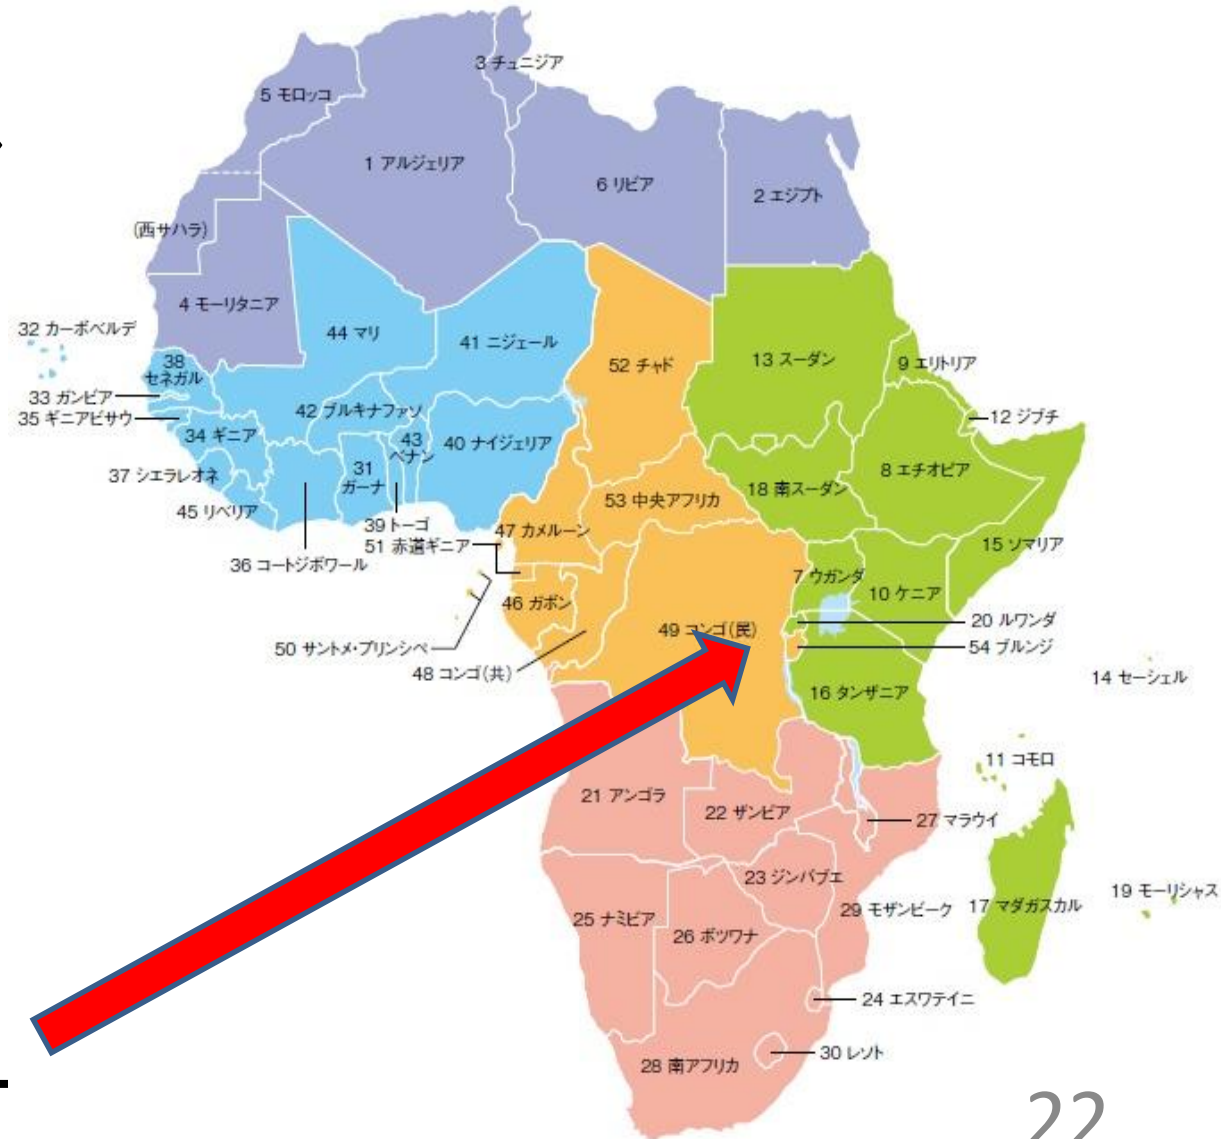 3 チュニジア
5 モロッコ
1 アルジェリア
6 リビア
2 エジプト
(西サハラ)
4 モーリタニア
32 カーボベルデ
44 マリ
41 ニジェール
52 チャド
13 スーダン
9 エリトリア
38
セネガル
33 ガンビア
35 ギニアビサウ
12 ジブチ
42 ブルキナファソ
34 ギニア
43
ベナン
40 ナイジェリア
8 エチオピア
37 シエラレオネ
31
ガーナ
18 南スーダン
53 中央アフリカ
45 リベリア
39 トーゴ
47 カメルーン
51 赤道ギニア
15 ソマリア
36 コートジボワール
7 ウガンダ
10 ケニア
46 ガボン
20 ルワンダ
49 コンゴ(民)
50 サントメ・プリンシペ
54 ブルンジ
48 コンゴ(共)
14 セーシェル
16 タンザニア
11 コモロ
21 アンゴラ
22 ザンビア
27 マラウイ
23 ジンバブエ
19 モーリシャス
29 モザンビーク
17 マダガスカル
25 ナミビア
26 ボツワナ
24 エスワティニ
30 レソト
28 南アフリカ
22